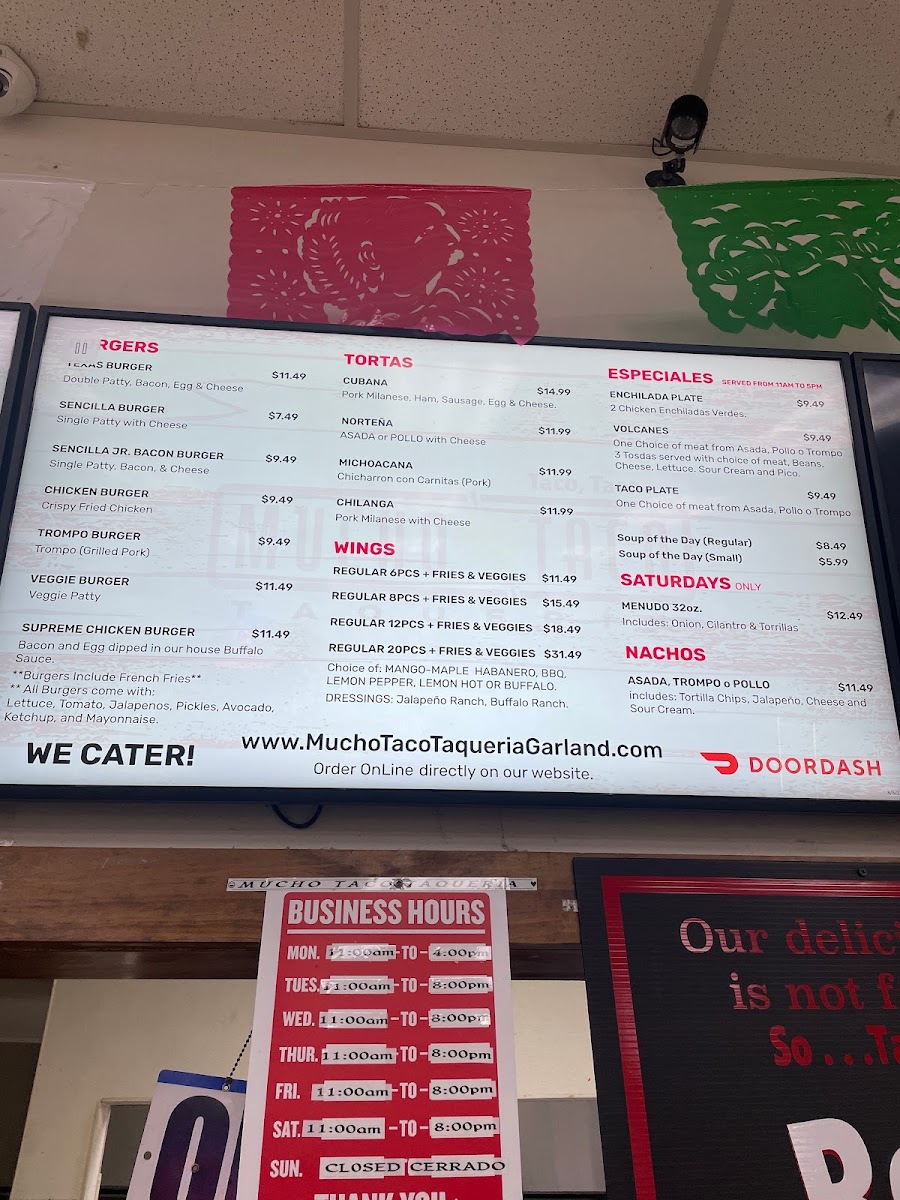 RGERS
TEXAS BURGER $11.49
Double Patty, Bacon, Egg & Cheese
SENCILLA BURGER $7.49
Single Patty with Cheese
SENCILLA JR. BACON BURGER $9.49
Single Patty, Bacon, & Cheese
CHICKEN BURGER $9.49
Crispy Fried Chicken
TROMPO BURGER $9.49
Trompo (Grilled Pork)
VEGGIE BURGER $11.49
Veggie Patty
SUPREME CHICKEN BURGER $11.49
Bacon and Egg dipped in our house Buffalo
Sauce.
**Burgers Include French Fries**
** All Burgers come with:
Lettuce, Tomato, Jalapenos, Pickles, Avocado,
Ketchup, and Mayonnaise.
TORTAS
CUBANA $14.99
Pork Milanese, Ham, Sausage, Egg & Cheese.
NORTEÑA $11.99
ASADA or POLLO with Cheese
MICHOACANA $11.99
Chicharron con Carnitas (Pork)
CHILANGA $11.99
Pork Milanese with Cheese
WINGS
REGULAR 6PCS + FRIES & VEGGIES $11.49
REGULAR 8PCS + FRIES & VEGGIES $15.49
REGULAR 12PCS + FRIES & VEGGIES $18.49
REGULAR 20PCS + FRIES & VEGGIES $31.49
Choice of: MANGO-MAPLE HABANERO, BBQ,
LEMON PEPPER, LEMON HOT OR BUFFALO.
DRESSINGS: Jalapeño Ranch, Buffalo Ranch.
ESPECIALES SERVED FROM 11AM TO 5PM
ENCHILADA PLATE $9.49
2 Chicken Enchiladas Verdes.
VOLCANES $9.49
One Choice of meat from Asada, Pollo o Trompo
3 Tosdas served with choice of meat, Beans,
Cheese, Lettuce, Sour Cream and Pico.
TACO PLATE $9.49
One Choice of meat from Asada, Pollo o Trompo
Soup of the Day (Regular) $8.49
Soup of the Day (Small) $5.99
SATURDAYS ONLY
MENUDO 32oz. $12.49
Includes: Onion, Cilantro & Torrillas
NACHOS
ASADA, TROMPO o POLLO $11.49
includes: Tortilla Chips, Jalapeño, Cheese and
Sour Cream.
WE CATER!
www.MuchoTacoTaqueriaGarland.com
Order OnLine directly on our website.
DOORDASH
MUCHO TACO TAQUERIA
BUSINESS HOURS
MON. 11:00am - TO - 4:00pm
TUES. 11:00am - TO - 8:00pm
WED. 11:00am - TO - 8:00pm
THUR. 11:00am - TO - 8:00pm
FRI. 11:00am - TO - 8:00pm
SAT. 11:00am - TO - 8:00pm
SUN. CLOSED CERRADO
THANK YOU
Our delici
is not f
So...Ta